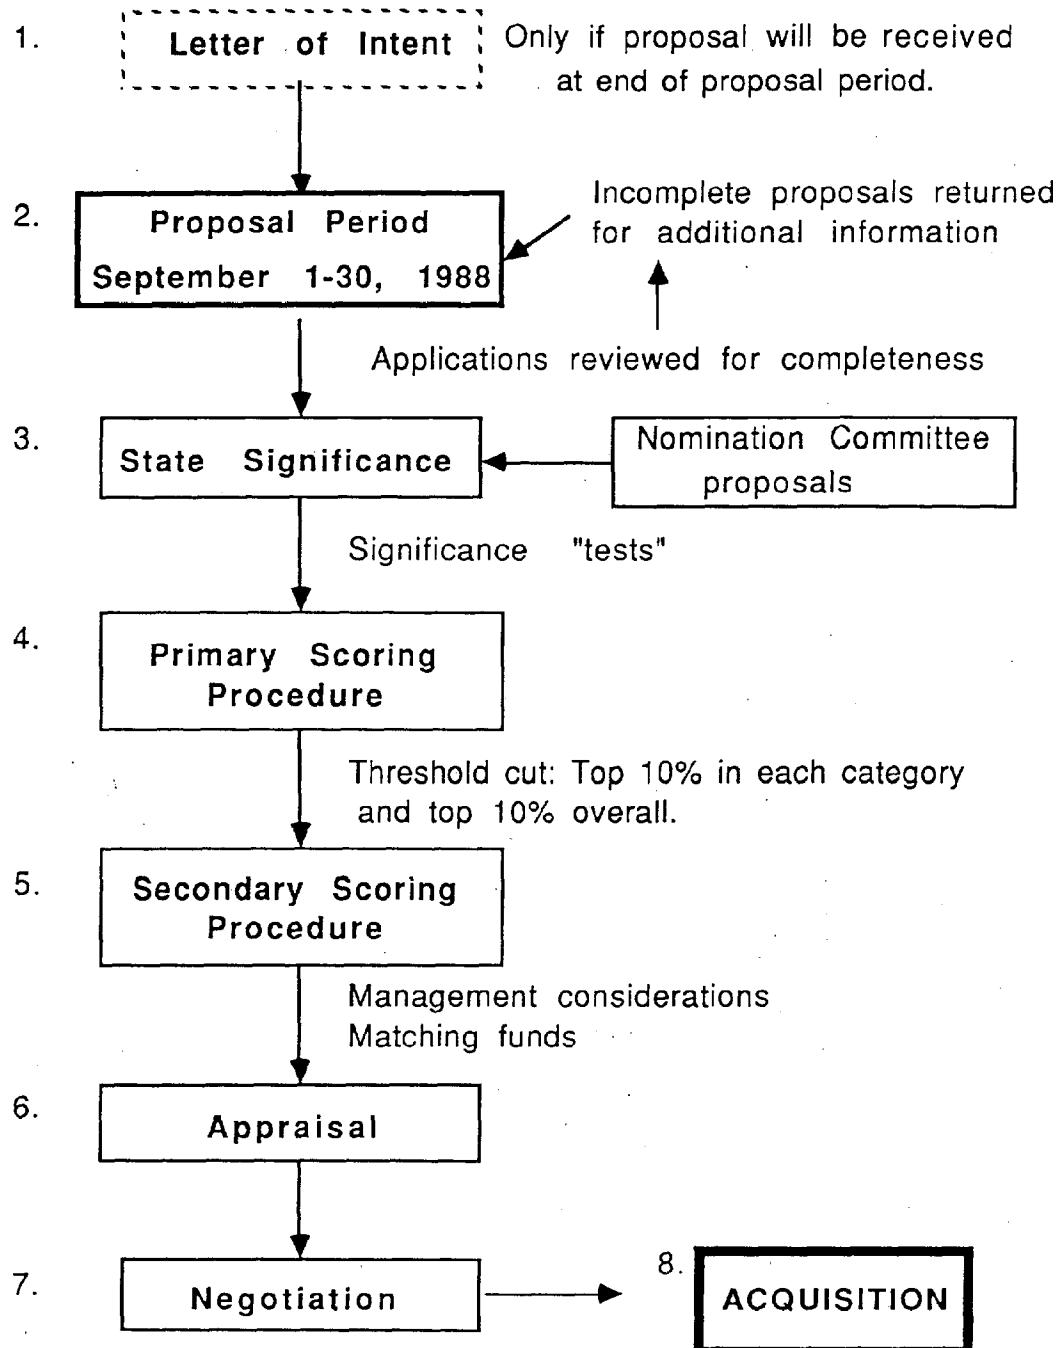 1.
Letter of Intent
Only if proposal will be received
at end of proposal period.
2.
Proposal Period
September 1-30, 1988
Incomplete proposals returned
for additional information
Applications reviewed for completeness
3.
State Significance
Nomination Committee
proposals
Significance "tests"
4.
Primary Scoring
Procedure
Threshold cut: Top 10% in each category
and top 10% overall.
5.
Secondary Scoring
Procedure
Management considerations
Matching funds
6.
Appraisal
7.
Negotiation
8.
ACQUISITION